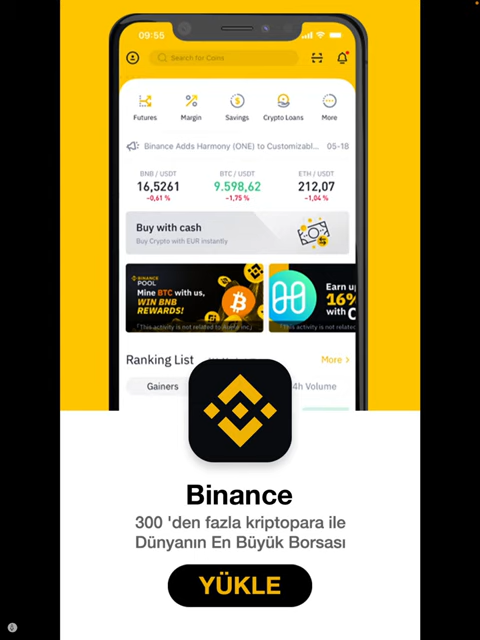 09:55
Search for Coins
Futures
Margin
Savings
Crypto Loans
More
Binance Adds Harmony (ONE) to Customizabl... 05-18
BNB / USDT
BTC / USDT
ETH / USDT
16,5261
9.598,62
212,07
-0,61 %
-1,75 %
-1,04 %
Buy with cash
Buy Crypto with EUR instantly
BINANCE
POOL
Mine BTC with us,
WIN BNB
REWARDS!
Earn u
16%
with C
Ranking List
More >
Gainers
4h Volume
Binance
300 'den fazla kriptopara ile
Dünyanın En Büyük Borsası
YÜKLE